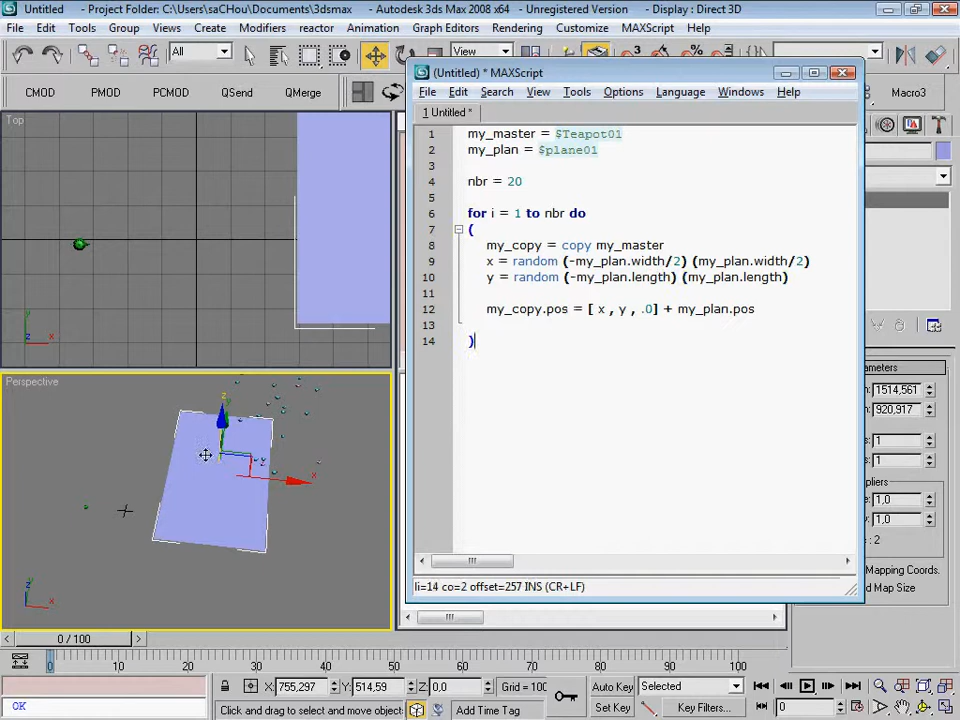 Untitled - Project Folder: C:\Users\saCHou\Documents\3dsmax - Autodesk 3ds Max 2008 x64 - Unregistered Version - Display : Direct 3D
File Edit Tools Group Views Create Modifiers reactor Animation Graph Editors Rendering Customize MAXScript Help
All View 3
CMOD PMOD QSend QMerge Macro3
(Untitled) * MAXScript
File Edit Search View Tools Options Language Windows Help
1 Untitled *
Top
1 my_master = $Teapot01
2 my_plan = $plane01
3
4 nbr = 20
5
6 for i = 1 to nbr do
7 (
8 my_copy = copy my_master
9 x = random (-my_plan.width/2) (my_plan.width/2)
10 y = random (-my_plan.length) (my_plan.length)
11
12 my_copy.pos = [ x , y , .0] + my_plan.pos
13
14 )
li=14 co=2 offset=257 INS (CR+LF)
z
x
y
Perspective
z
y
x
z
x
y
ameters
1514,561
920,917
1
1
pliers
1,0
1,0
: 2
Mapping Coords.
d Map Size
0 / 100
0 10 20 30 40 50 60 70 80 90 100
X: 755,297 Y: 514,59 Z: 0,0 Grid = 100 Auto Key Selected
OK
Click and drag to select and move objects Add Time Tag Set Key Key Filters... 0